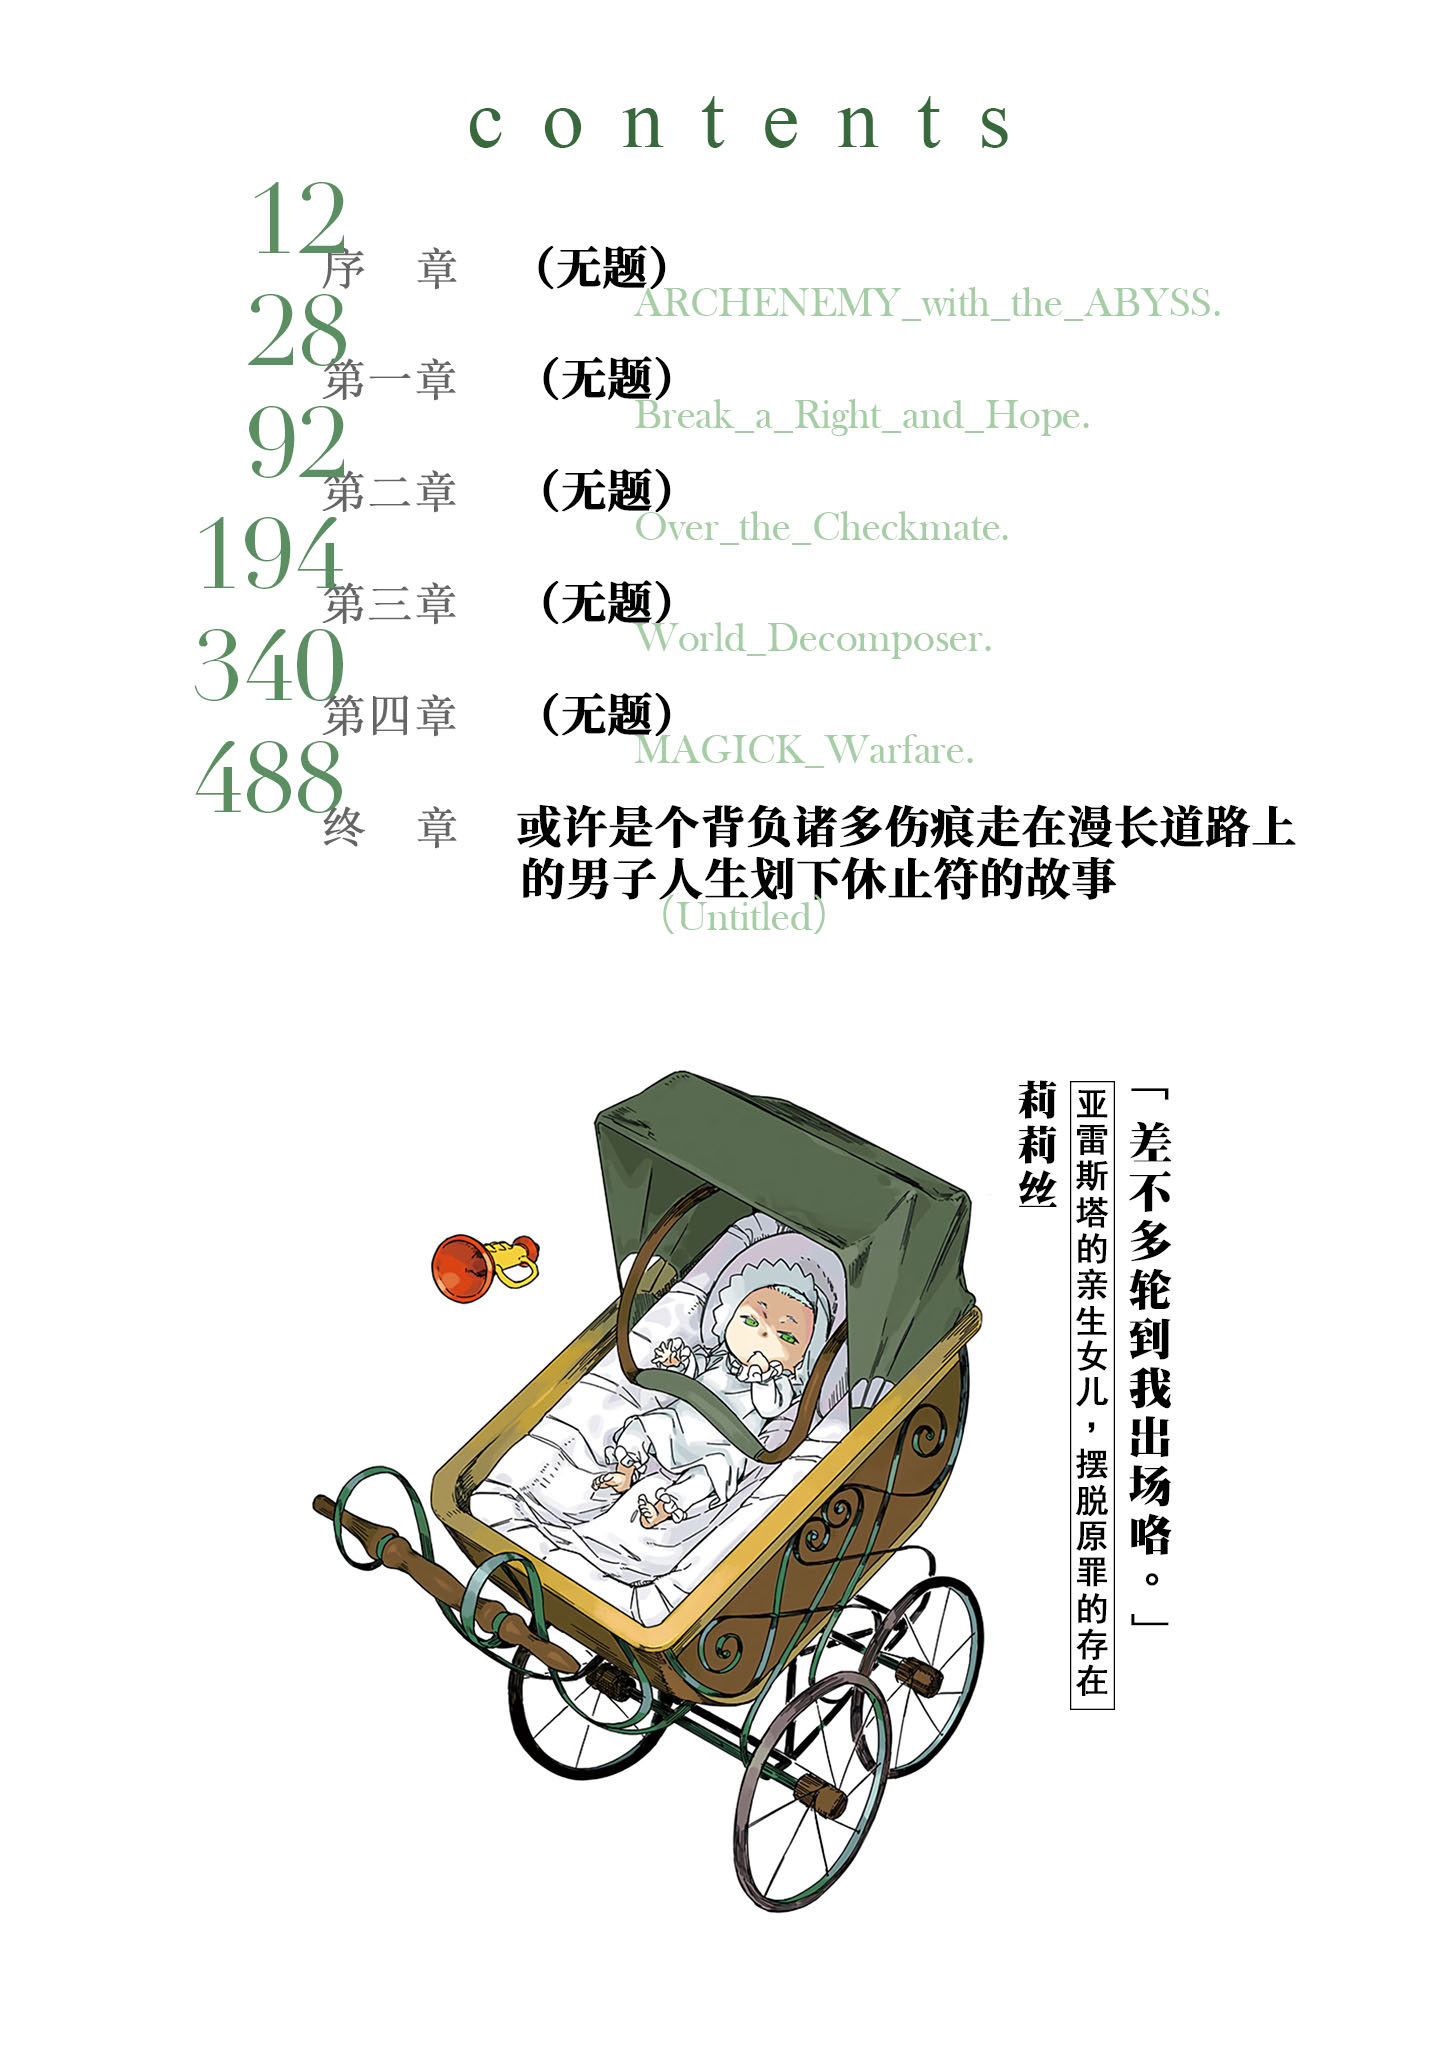 contents
12
序　章　（无题）
ARCHENEMY_with_the_ABYSS.
28
第一章　（无题）
Break_a_Right_and_Hope.
92
第二章　（无题）
Over_the_Checkmate.
194
第三章　（无题）
World_Decomposer.
340
第四章　（无题）
MAGICK_Warfare.
488
终　章　或许是个背负诸多伤痕走在漫长道路上
的男子人生划下休止符的故事
（Untitled）
「差不多轮到我出场咯。」
亚雷斯塔的亲生女儿，摆脱原罪的存在
莉莉丝